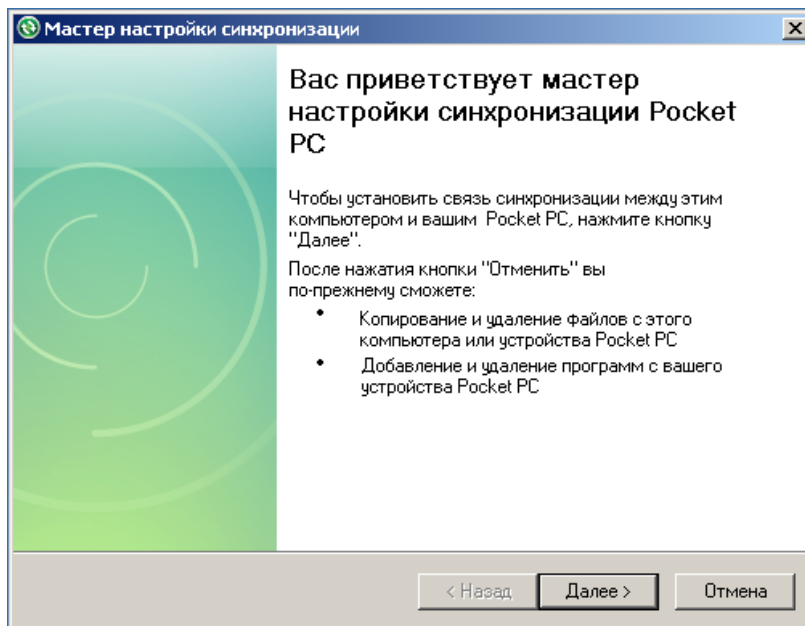 Мастер настройки синхронизации
Вас приветствует мастер
настройки синхронизации Pocket
PC
Чтобы установить связь синхронизации между этим
компьютером и вашим Pocket PC, нажмите кнопку
"Далее".
После нажатия кнопки "Отменить" вы
по-прежнему сможете:
• Копирование и удаление файлов с этого
компьютера или устройства Pocket PC
• Добавление и удаление программ с вашего
устройства Pocket PC
< Назад Далее > Отмена